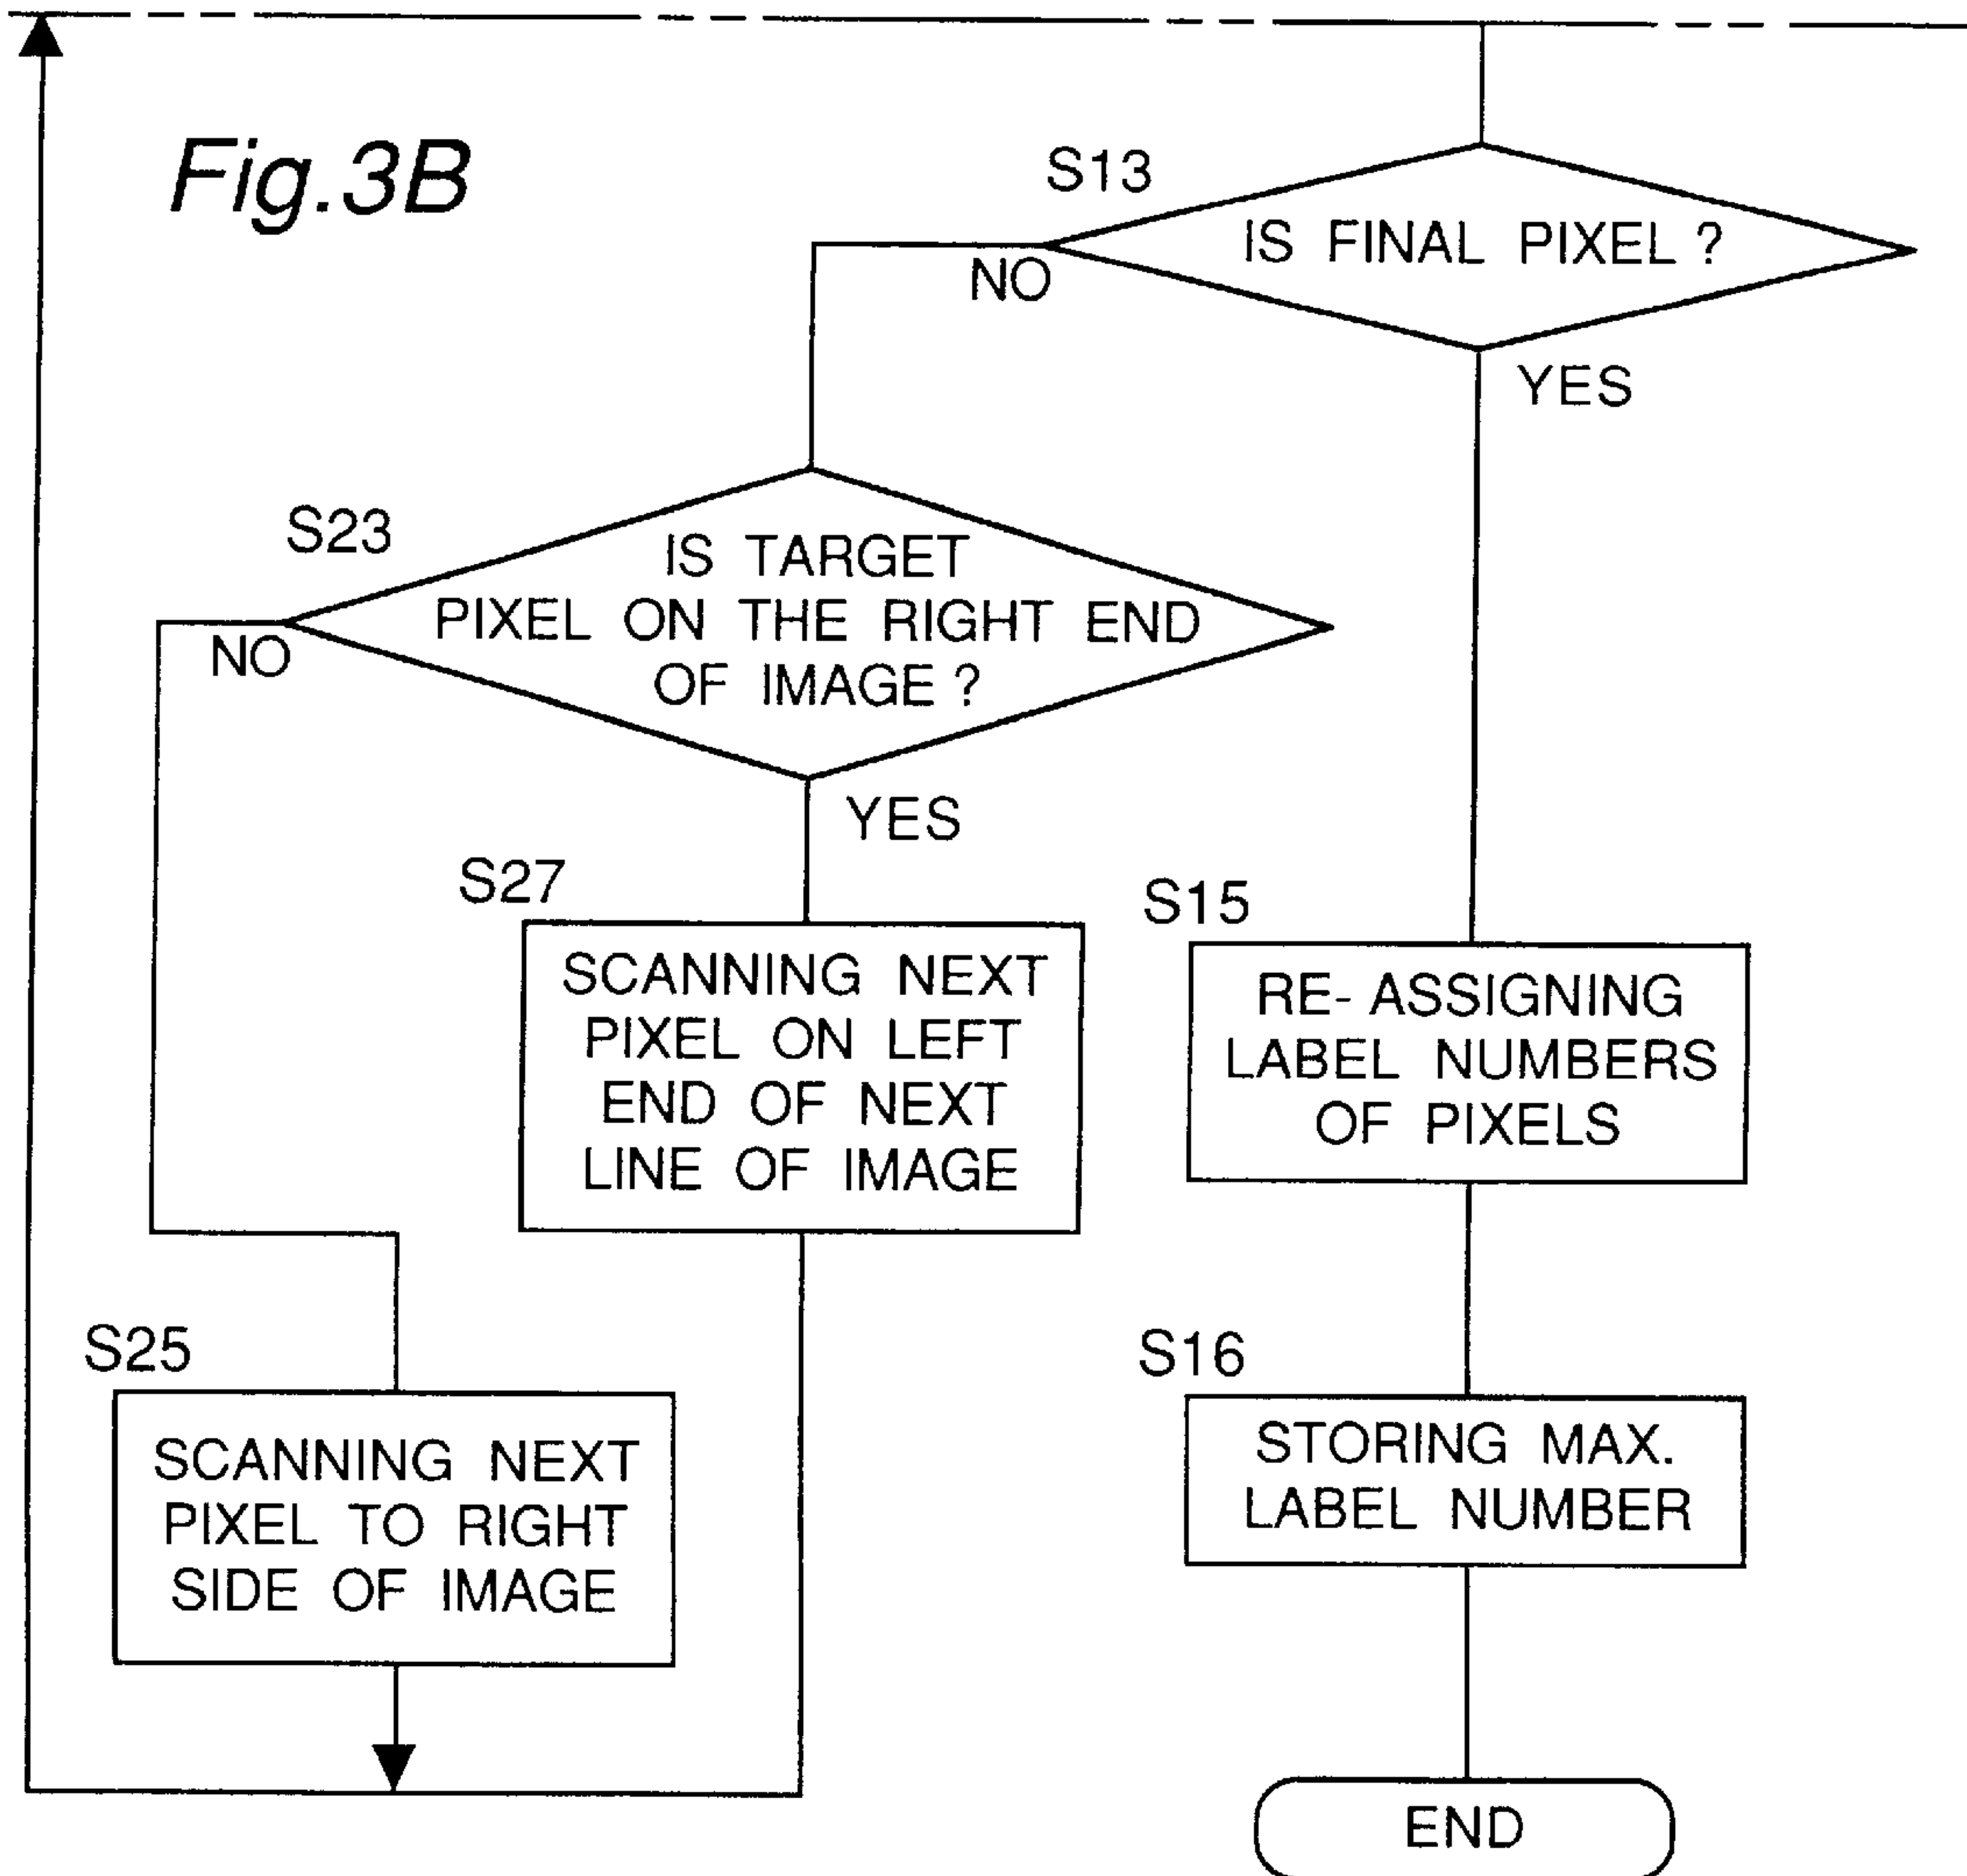 Fig.3B
S13
IS FINAL PIXEL ?
NO
YES
S23
IS TARGET
PIXEL ON THE RIGHT END
OF IMAGE ?
NO
YES
S27
SCANNING NEXT
PIXEL ON LEFT
END OF NEXT
LINE OF IMAGE
S15
RE- ASSIGNING
LABEL NUMBERS
OF PIXELS
S25
SCANNING NEXT
PIXEL TO RIGHT
SIDE OF IMAGE
S16
STORING MAX.
LABEL NUMBER
END